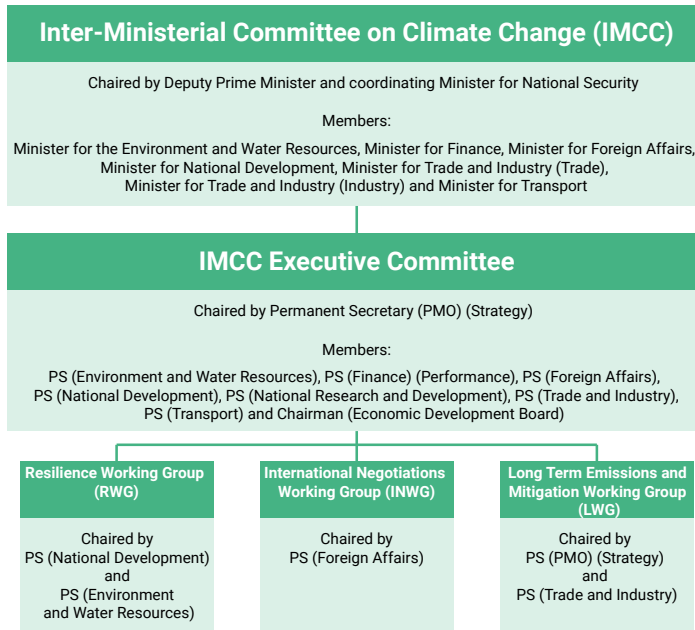 Inter-Ministerial Committee on Climate Change (IMCC)
Chaired by Deputy Prime Minister and coordinating Minister for National Security
Members:
Minister for the Environment and Water Resources, Minister for Finance, Minister for Foreign Affairs,
Minister for National Development, Minister for Trade and Industry (Trade),
Minister for Trade and Industry (Industry) and Minister for Transport
IMCC Executive Committee
Chaired by Permanent Secretary (PMO) (Strategy)
Members:
PS (Environment and Water Resources), PS (Finance) (Performance), PS (Foreign Affairs),
PS (National Development), PS (National Research and Development), PS (Trade and Industry),
PS (Transport) and Chairman (Economic Development Board)
Resilience Working Group
(RWG)
Chaired by
PS (National Development)
and
PS (Environment
and Water Resources)
International Negotiations
Working Group (INWG)
Chaired by
PS (Foreign Affairs)
Long Term Emissions and
Mitigation Working Group
(LWG)
Chaired by
PS (PMO) (Strategy)
and
PS (Trade and Industry)